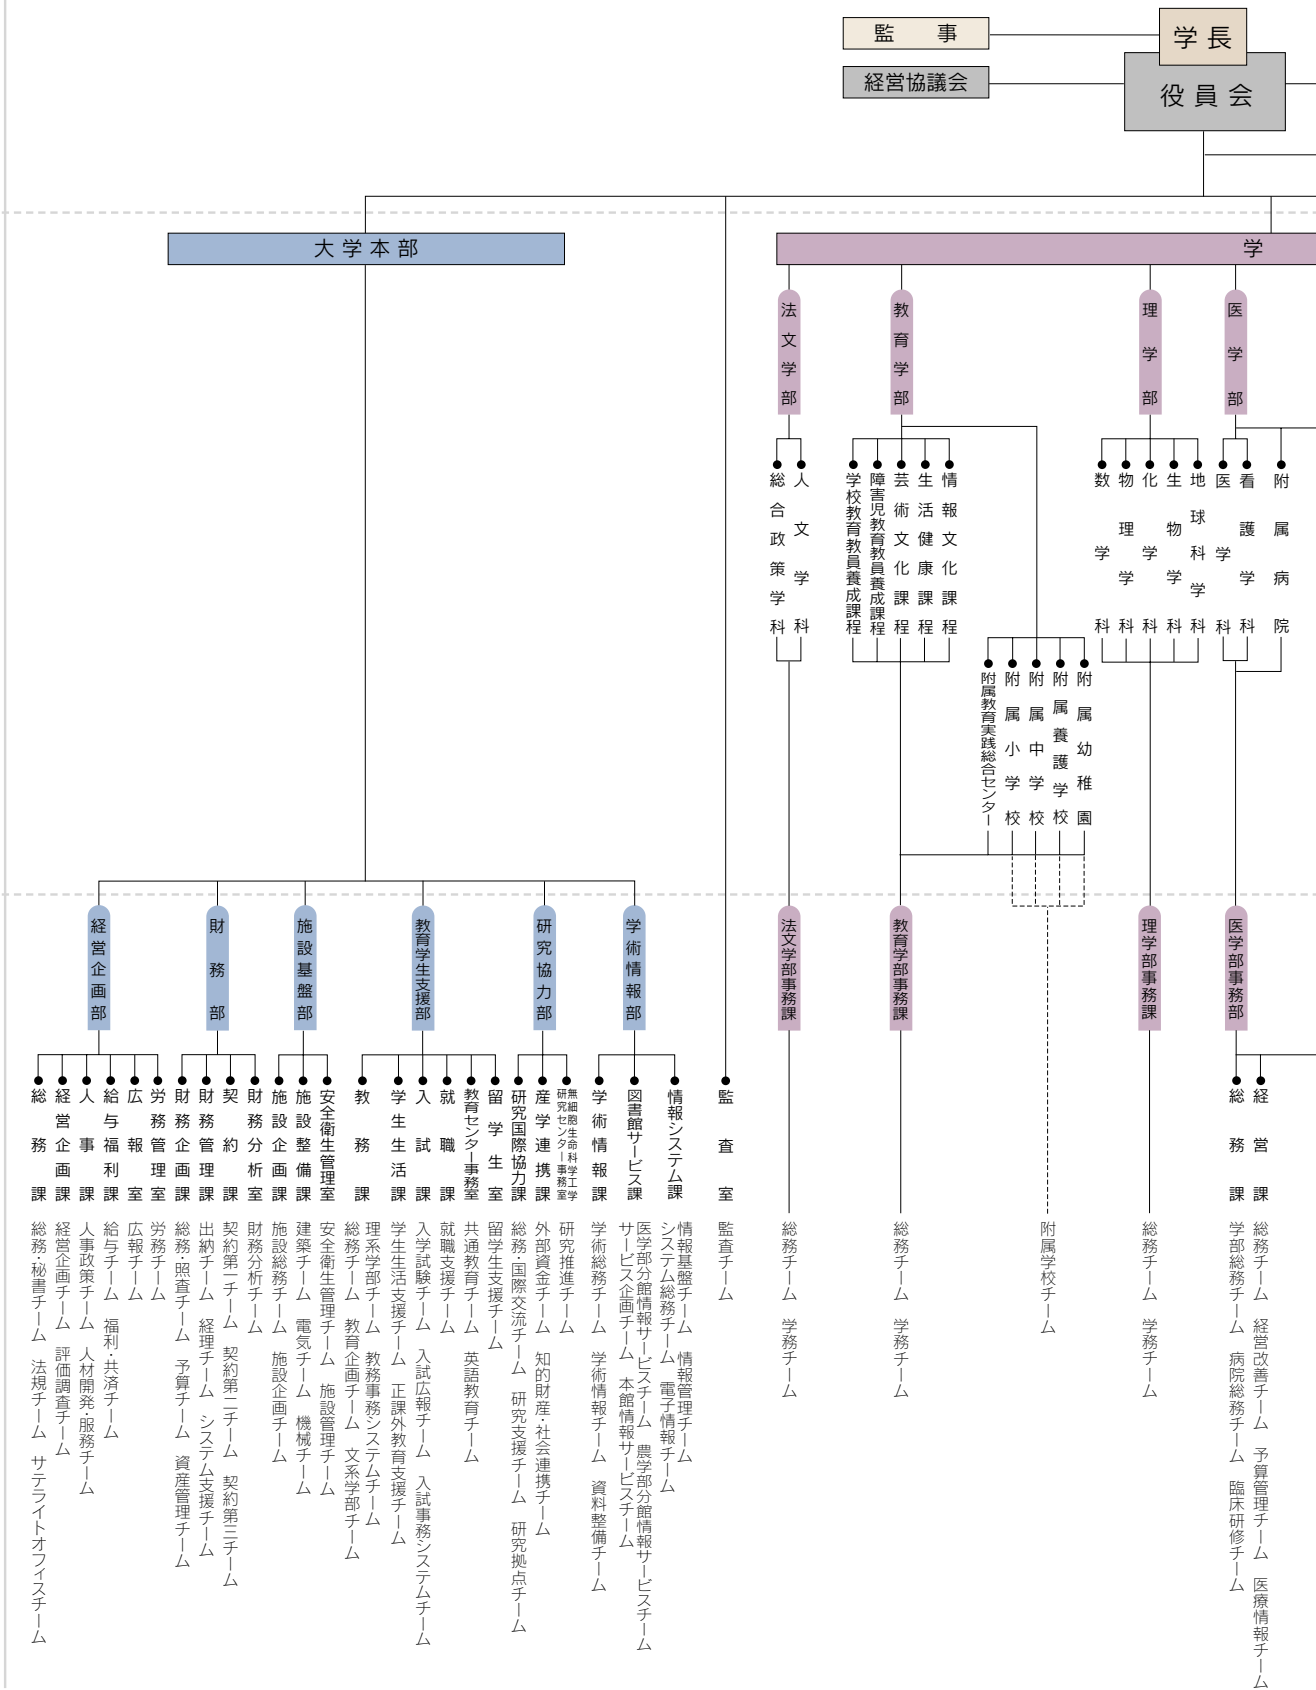 監事
学長
経営協議会
役員会
大学本部
学
法文学部
教育学部
理学部
医学部
総合政策学科
人文学科
学校教育教員養成課程
障害児教育教員養成課程
芸術文化課程
生活健康課程
情報文化課程
数学科
物理学科
化学科
生物学科
地球科学科
医学科
看護学科
附属病院
附属教育実践総合センター
附属小学校
附属中学校
附属養護学校
附属幼稚園
経営企画部
財務部
施設基盤部
教育学生支援部
研究協力部
学術情報部
法文学部事務課
教育学部事務課
理学部事務課
医学部事務部
総務課 総務・秘書チーム 法規チーム サテライトオフィスチーム
経営企画課 経営企画チーム 評価調査チーム
人事課 人事政策チーム 人材開発・服務チーム
給与福利課 給与チーム 福利・共済チーム
広報室 広報チーム
労務管理室 労務チーム
財務企画課 総務・照査チーム 予算チーム 資産管理チーム
財務管理課 出納チーム 経理チーム システム支援チーム
契約課 契約第一チーム 契約第二チーム 契約第三チーム
財務分析室 財務分析チーム
施設企画課 施設総務チーム 施設企画チーム
施設整備課 建築チーム 電気チーム 機械チーム
安全衛生管理室 安全衛生管理チーム 施設管理チーム
教務課 総務チーム 教育企画チーム 文系学部チーム
理系学部チーム 教務事務システムチーム
学生生活課 学生生活支援チーム 正課外教育支援チーム
入試課 入学試験チーム 入試広報チーム 入試事務システムチーム
就職課 就職支援チーム
教育センター事務室 共通教育チーム 英語教育チーム
留学生室 留学生支援チーム
研究国際協力課 総務・国際交流チーム 研究支援チーム 研究拠点チーム
産学連携課 外部資金チーム 知的財産・社会連携チーム
無細胞生命科学工学
研究センター事務室 研究推進チーム
学術情報課 学術総務チーム 学術情報チーム 資料整備チーム
図書館サービス課 サービス企画チーム 本館情報サービスチーム
医学部分館情報サービスチーム 農学部分館情報サービスチーム
情報システム課 システム総務チーム 電子情報チーム
情報基盤チーム 情報管理チーム
監査室 監査チーム
総務チーム 学務チーム
総務チーム 学務チーム
附属学校チーム
総務チーム 学務チーム
総務課 学部総務チーム 病院総務チーム 臨床研修チーム
経営課 総務チーム 経営改善チーム 予算管理チーム 医療情報チーム